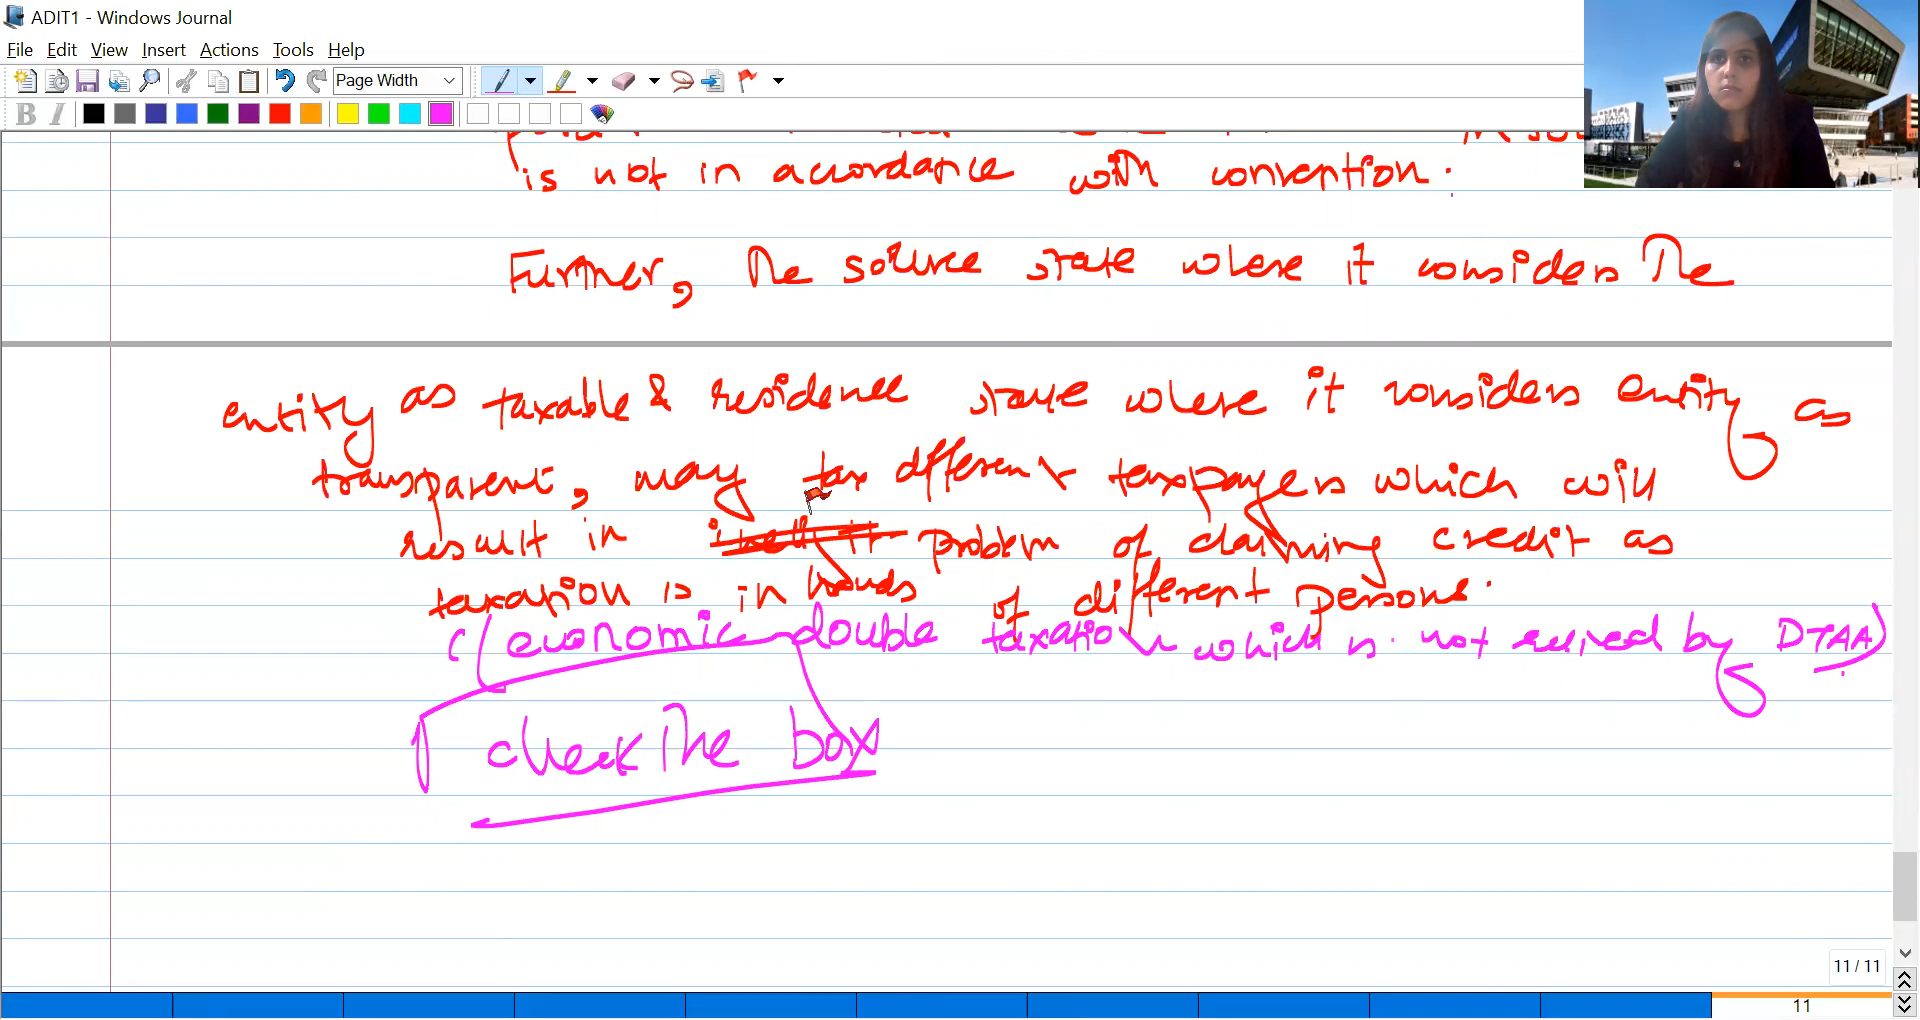 ADIT1 - Windows Journal
File Edit View Insert Actions Tools Help
Page Width
B I
is not in accordance with convention.
Further, The source state where it considers The
entity as taxable & residence state where it considers entity as
transparent, may tax different taxpayers which will
result in problem of claiming credit as
taxation is in hands of different persons.
(economic double taxation which is not by DTAA)
check The box
11 / 11
11